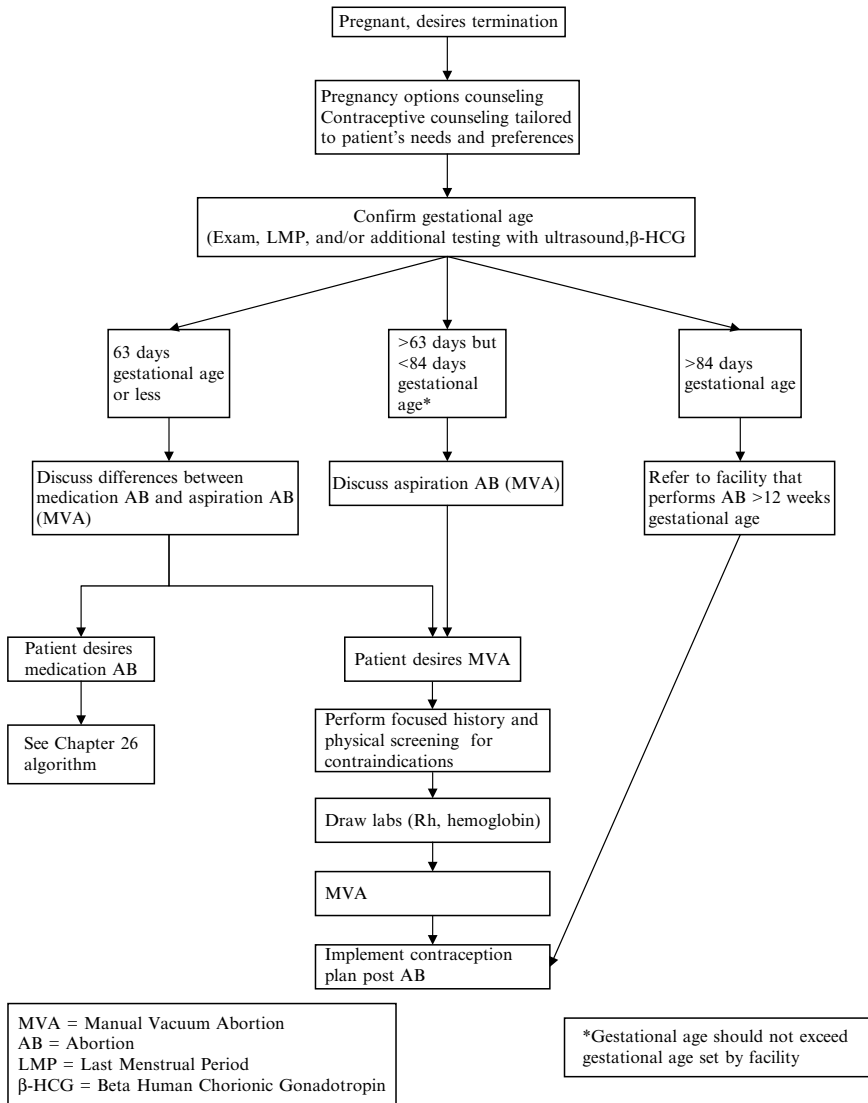 Pregnant, desires termination
Pregnancy options counseling
Contraceptive counseling tailored
to patient's needs and preferences
Confirm gestational age
(Exam, LMP, and/or additional testing with ultrasound,β-HCG
63 days
gestational age
or less
>63 days but
<84 days
gestational
age*
>84 days
gestational age
Discuss differences between
medication AB and aspiration AB
(MVA)
Discuss aspiration AB (MVA)
Refer to facility that
performs AB >12 weeks
gestational age
Patient desires
medication AB
Patient desires MVA
See Chapter 26
algorithm
Perform focused history and
physical screening for
contraindications
Draw labs (Rh, hemoglobin)
MVA
Implement contraception
plan post AB
MVA = Manual Vacuum Abortion
AB = Abortion
LMP = Last Menstrual Period
β-HCG = Beta Human Chorionic Gonadotropin
*Gestational age should not exceed
gestational age set by facility